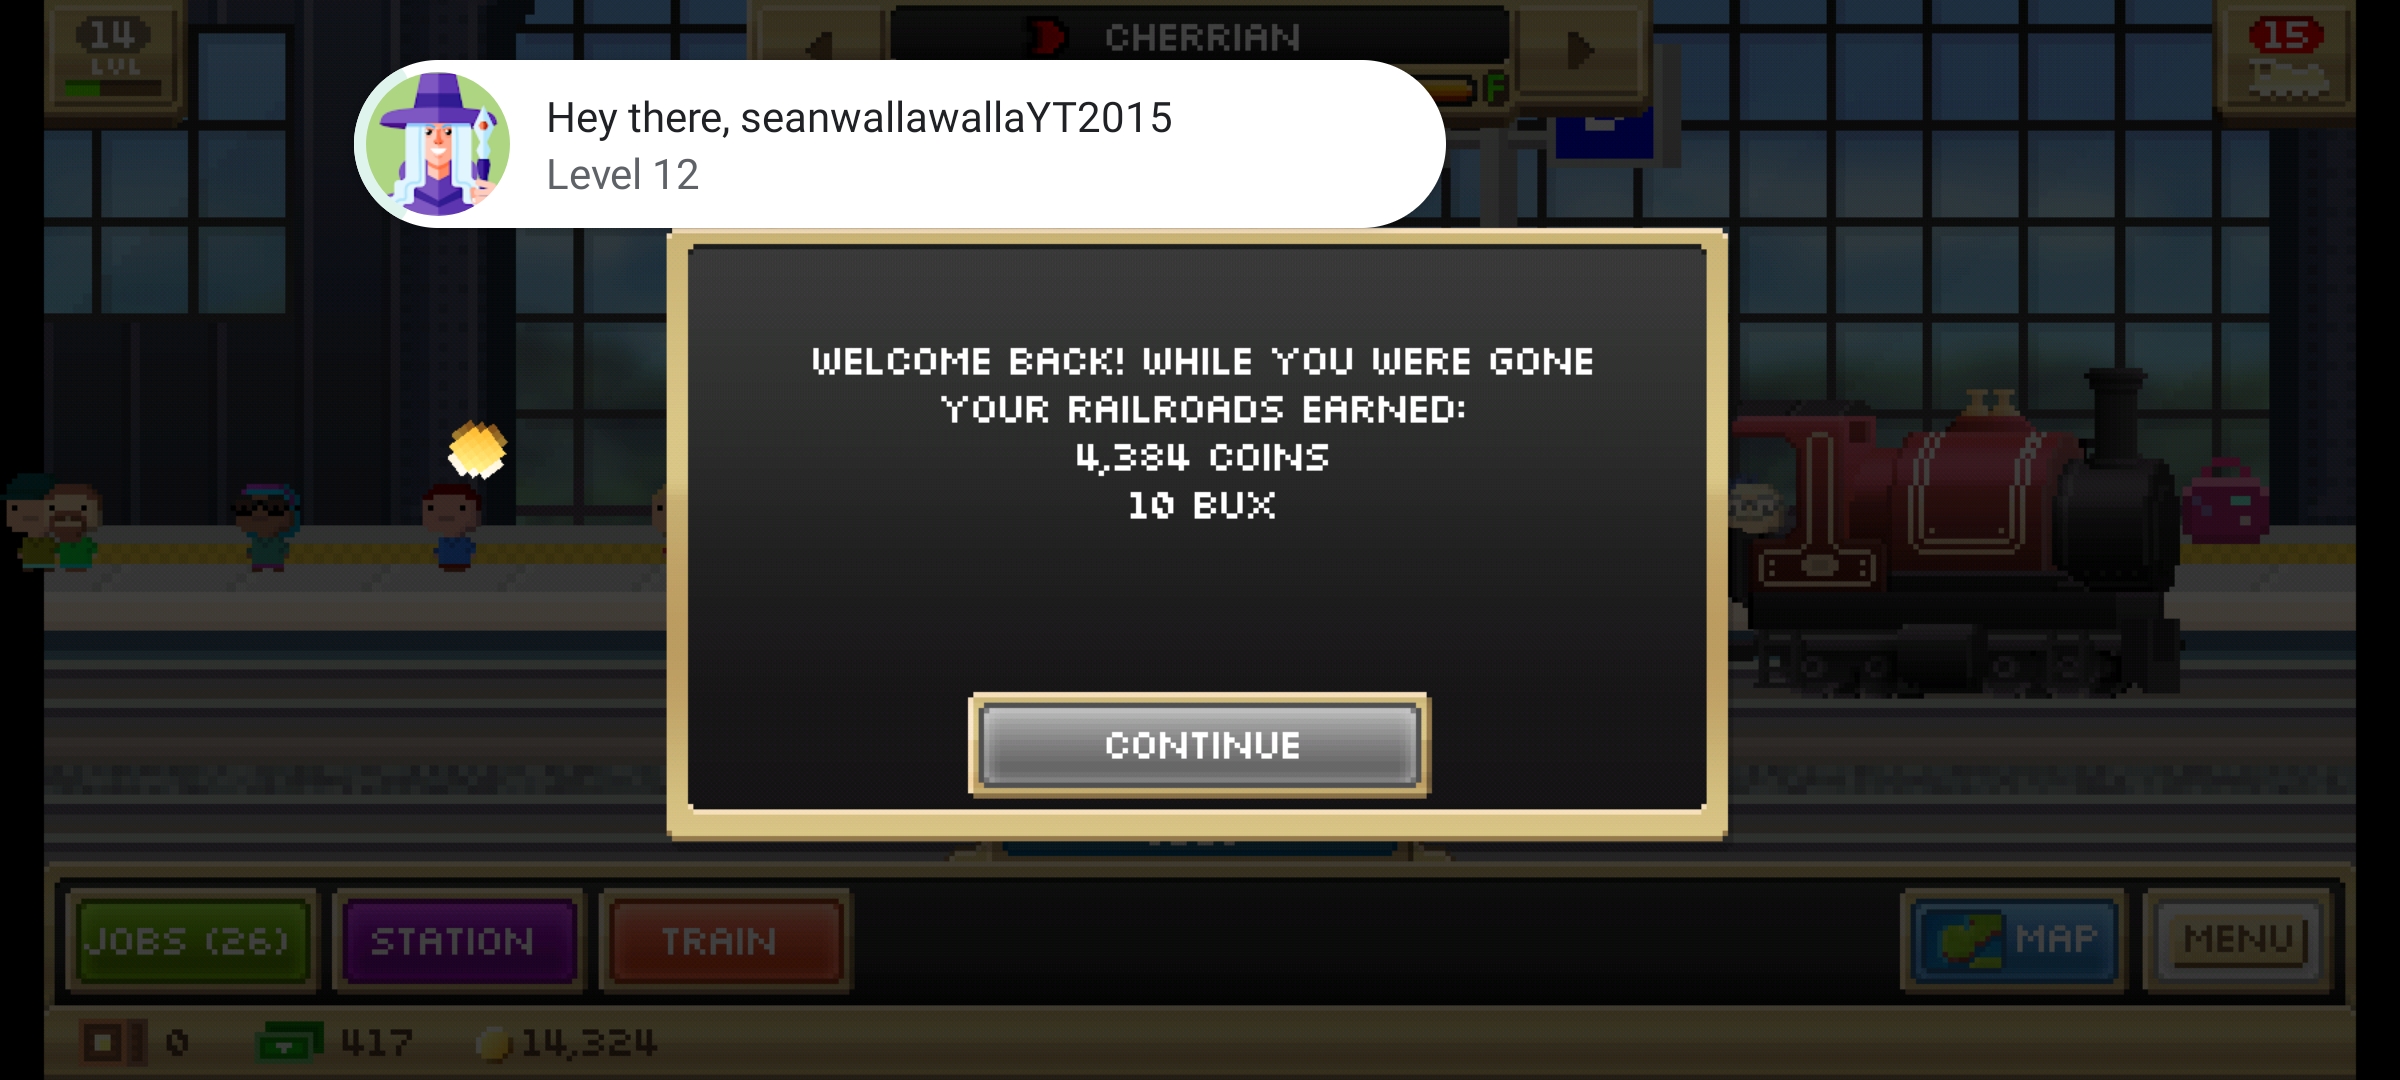 14
LVL
CHERRIAN
F
15
Hey there, seanwallawallaYT2015
Level 12
WELCOME BACK! WHILE YOU WERE GONE
YOUR RAILROADS EARNED:
4,384 COINS
10 BUX
CONTINUE
JOBS (26)
STATION
TRAIN
MAP
MENU
0
417
14,324